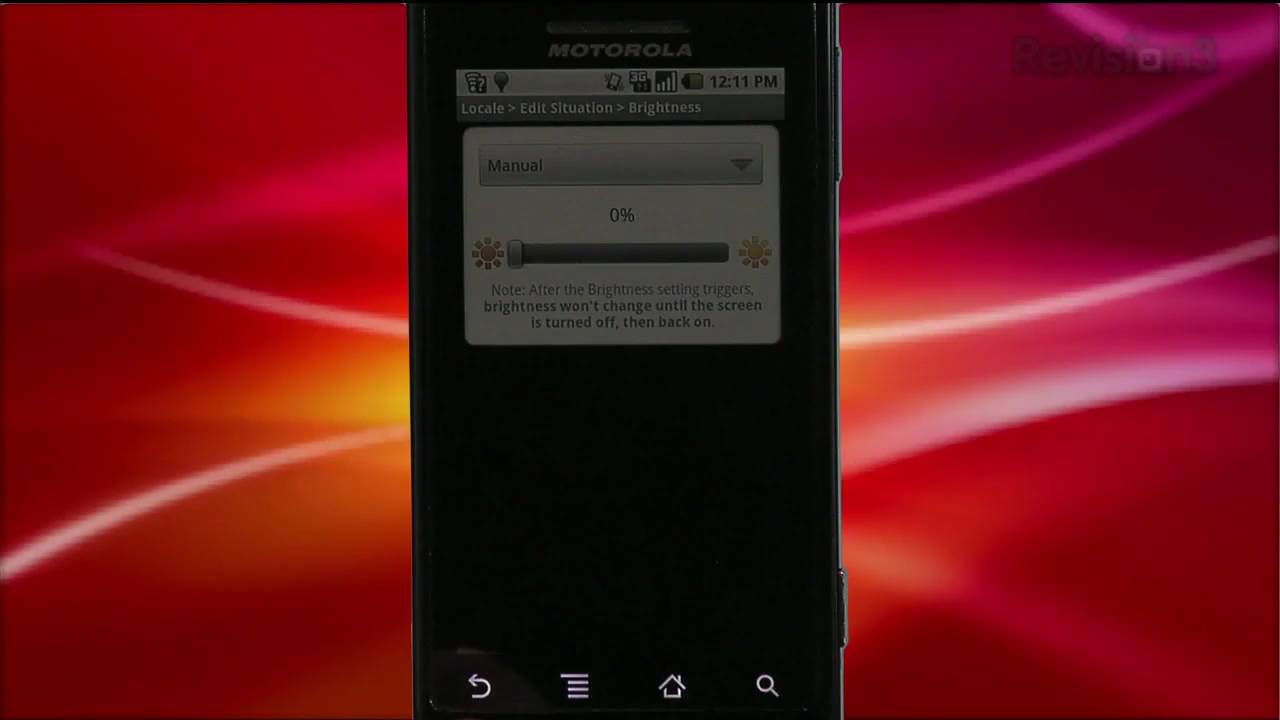 Revision3
MOTOROLA
3G
12:11 PM
Locale > Edit Situation > Brightness
Manual
0%
Note: After the Brightness setting triggers,
brightness won't change until the screen
is turned off, then back on.